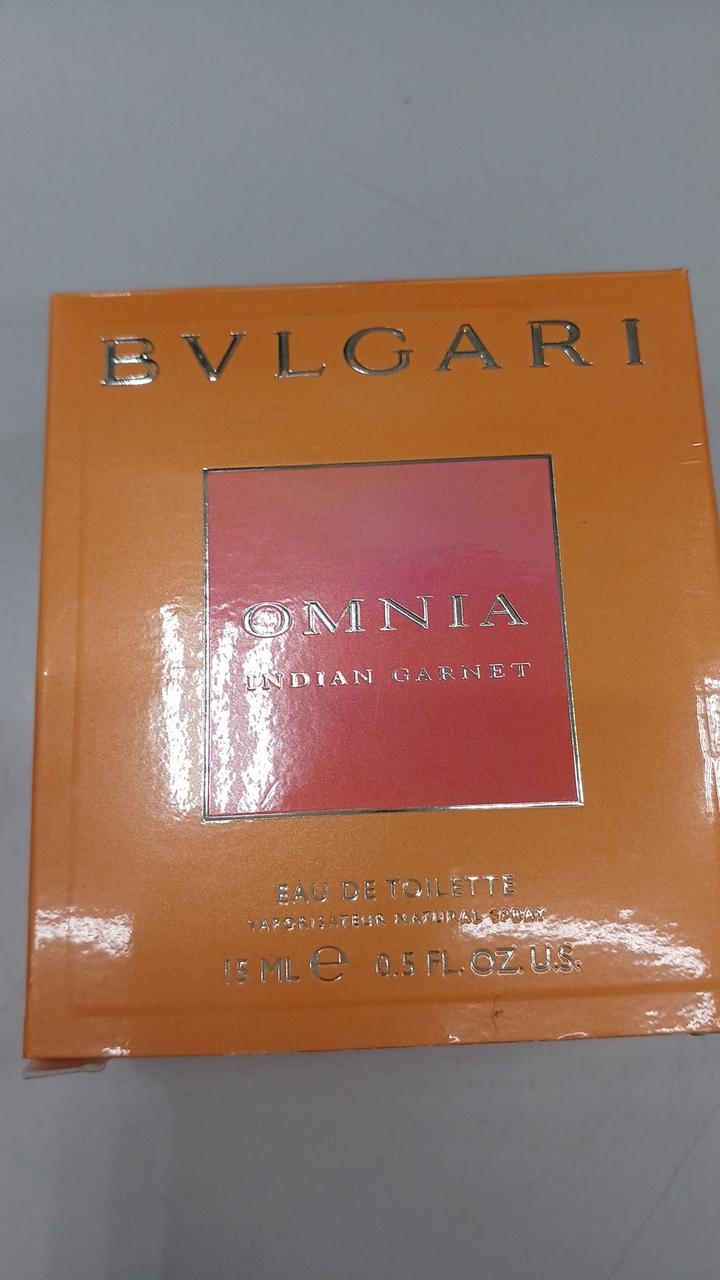 BVLGARI
OMNIA
INDIAN GARNET
EAU DE TOILETTE
VAPORISATEUR NATURAL SPRAY
15 ML ℮ 0.5 FL. OZ. U.S.